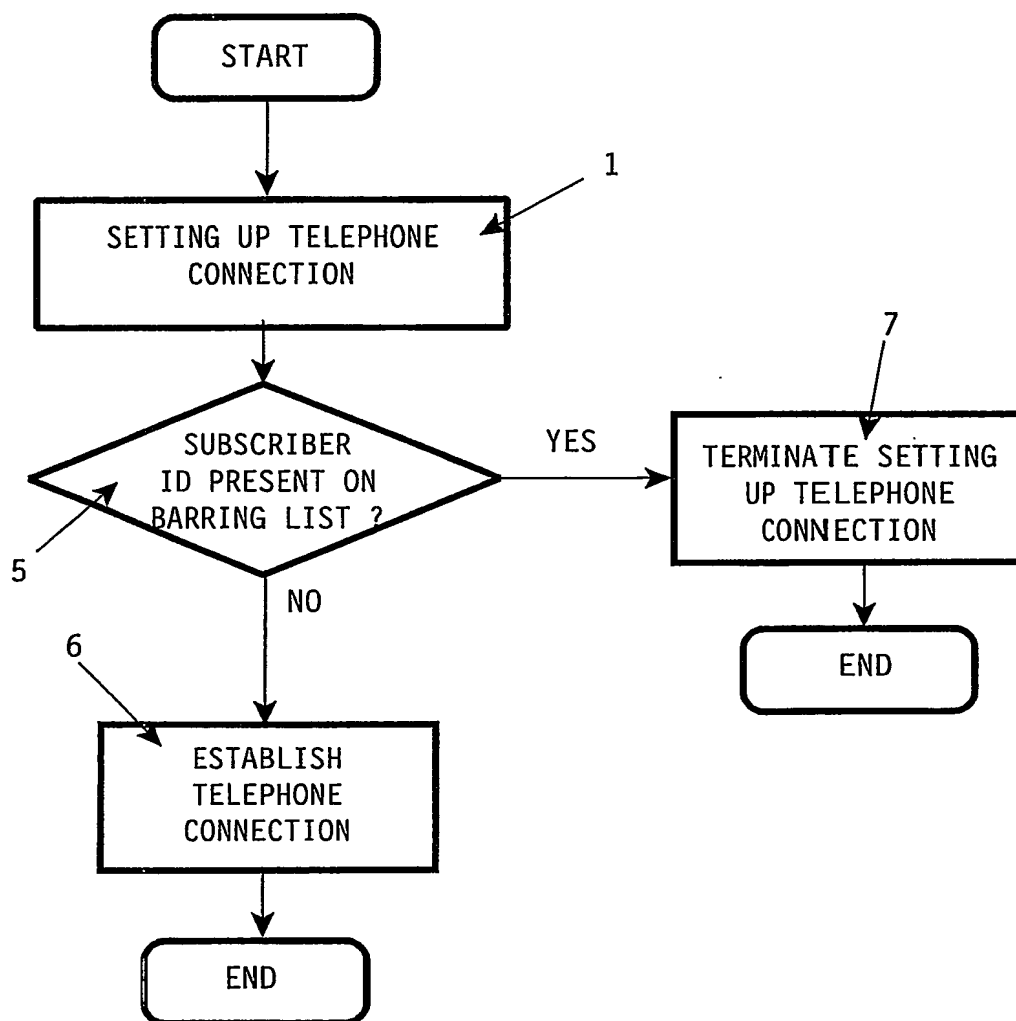 START
1
SETTING UP TELEPHONE
CONNECTION
7
SUBSCRIBER
ID PRESENT ON
BARRING LIST ?
YES
TERMINATE SETTING
UP TELEPHONE
CONNECTION
5
NO
END
6
ESTABLISH
TELEPHONE
CONNECTION
END